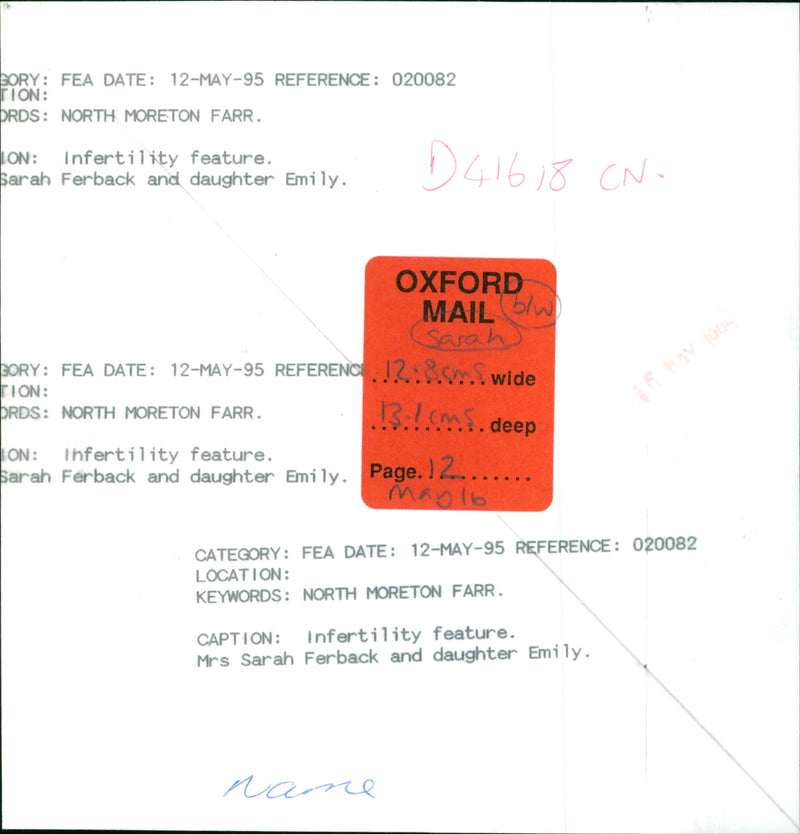 GORY: FEA DATE: 12-MAY-95 REFERENCE: 020082
TION:
ORDS: NORTH MORETON FARR.
ION: Infertility feature.
Sarah Ferback and daughter Emily.
D41618 CN.
OXFORD
MAIL b/w
Sarah
12.8cms wide
13.1cms deep
Page. 12
May 16
MAY 1995
GORY: FEA DATE: 12-MAY-95 REFERENC
TION:
ORDS: NORTH MORETON FARR.
ION: Infertility feature.
Sarah Ferback and daughter Emily.
CATEGORY: FEA DATE: 12-MAY-95 REFERENCE: 020082
LOCATION:
KEYWORDS: NORTH MORETON FARR.
CAPTION: Infertility feature.
Mrs Sarah Ferback and daughter Emily.
Name